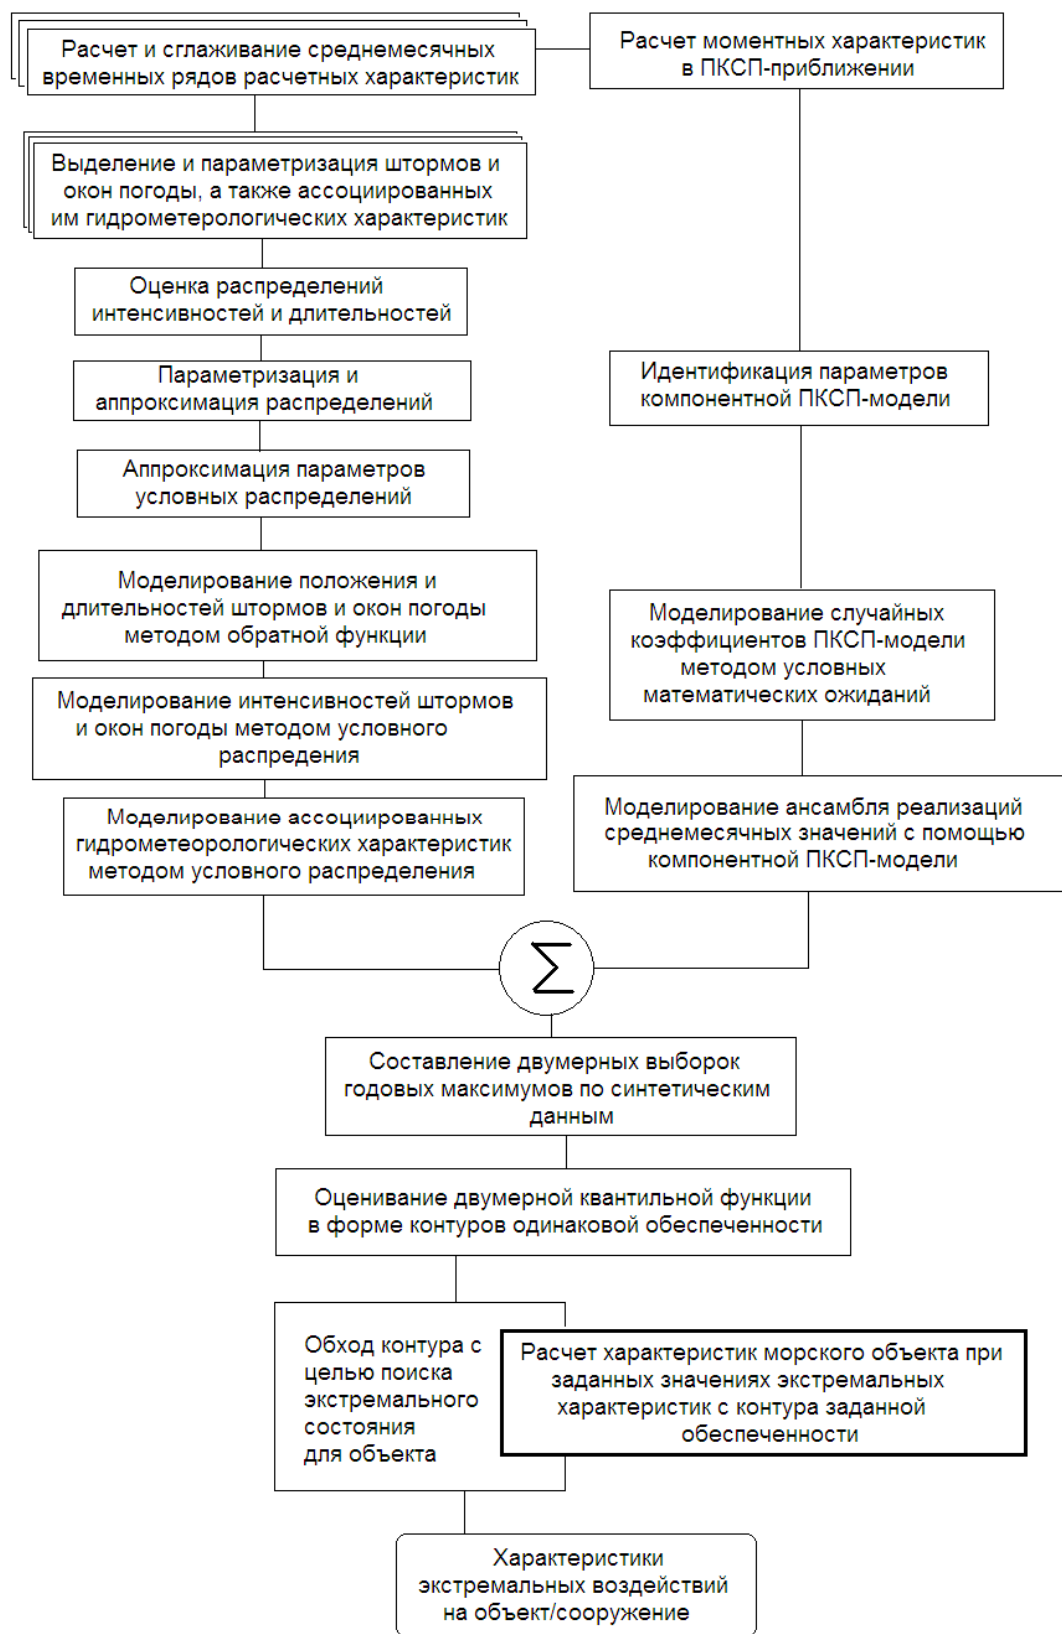 Расчет и сглаживание среднемесячных
временных рядов расчетных характеристик
Расчет моментных характеристик
в ПКСП-приближении
Выделение и параметризация штормов и
окон погоды, а также ассоциированных
им гидрометерологических характеристик
Оценка распределений
интенсивностей и длительностей
Параметризация и
аппроксимация распределений
Идентификация параметров
компонентной ПКСП-модели
Аппроксимация параметров
условных распределений
Моделирование положения и
длительностей штормов и окон погоды
методом обратной функции
Моделирование случайных
коэффициентов ПКСП-модели
методом условных
математических ожиданий
Моделирование интенсивностей штормов
и окон погоды методом условного
распредения
Моделирование ассоциированных
гидрометеорологических характеристик
методом условного распределения
Моделирование ансамбля реализаций
среднемесячных значений с помощью
компонентной ПКСП-модели
Σ
Составление двумерных выборок
годовых максимумов по синтетическим
данным
Оценивание двумерной квантильной функции
в форме контуров одинаковой обеспеченности
Обход контура с
целью поиска
экстремального
состояния
для объекта
Расчет характеристик морского объекта при
заданных значениях экстремальных
характеристик с контура заданной
обеспеченности
Характеристики
экстремальных воздействий
на объект/сооружение